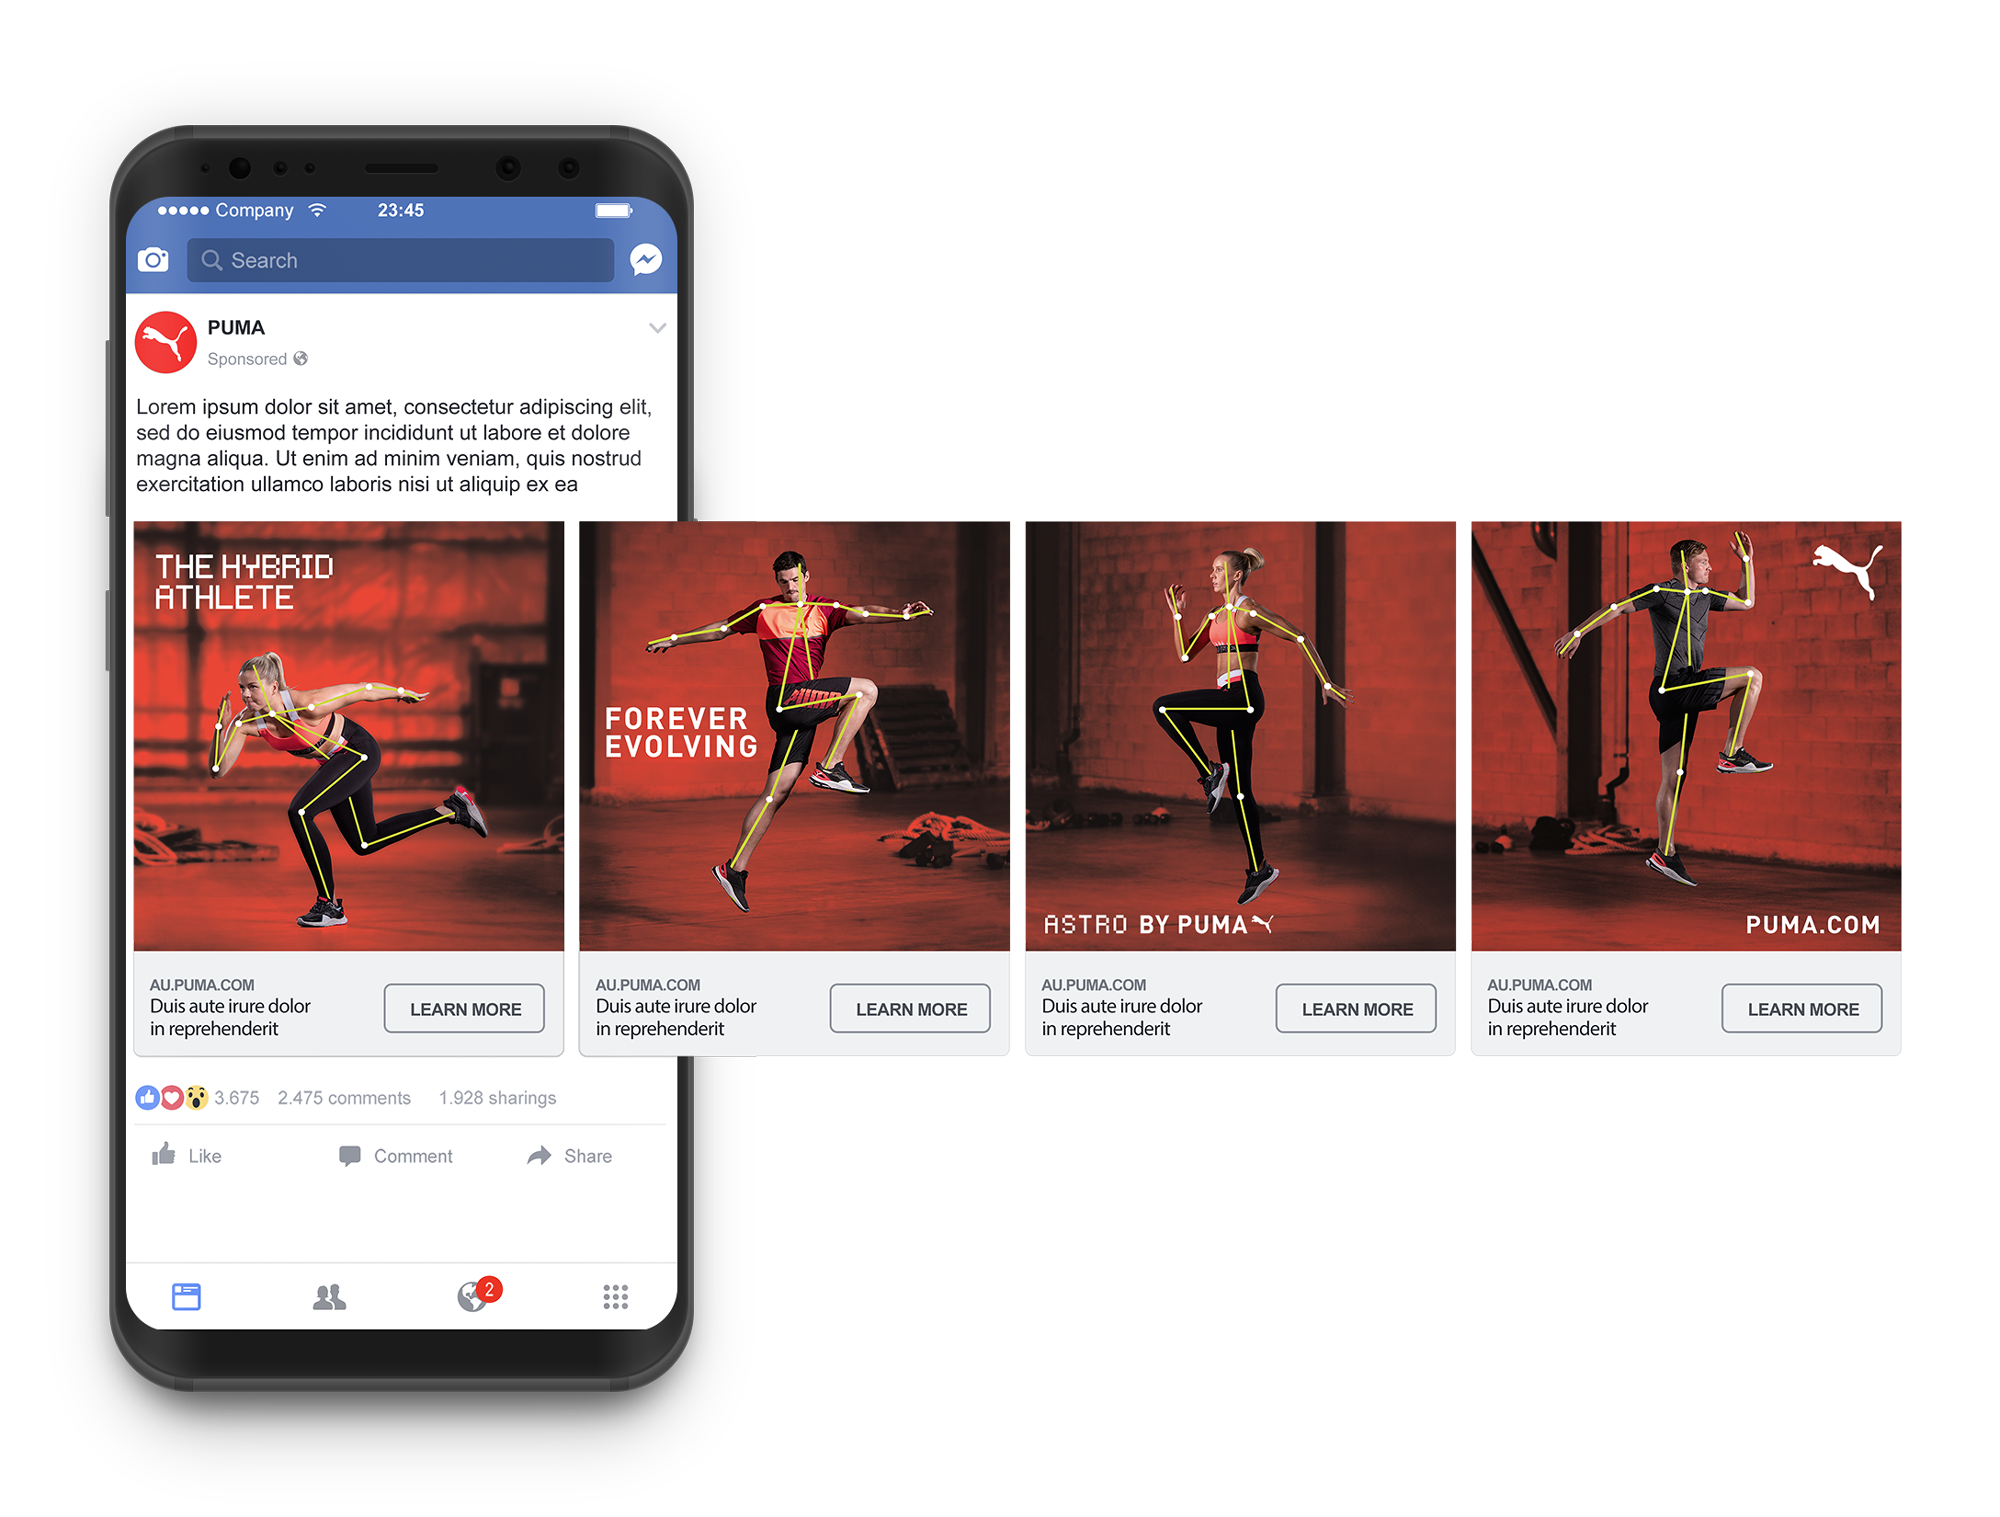 Company 23:45
Search
PUMA
Sponsored
Lorem ipsum dolor sit amet, consectetur adipiscing elit,
sed do eiusmod tempor incididunt ut labore et dolore
magna aliqua. Ut enim ad minim veniam, quis nostrud
exercitation ullamco laboris nisi ut aliquip ex ea
THE HYBRID
ATHLETE
FOREVER
EVOLVING
PUMA
ASTRO BY PUMA
PUMA.COM
AU.PUMA.COM
Duis aute irure dolor
in reprehenderit
LEARN MORE
AU.PUMA.COM
Duis aute irure dolor
in reprehenderit
LEARN MORE
AU.PUMA.COM
Duis aute irure dolor
in reprehenderit
LEARN MORE
AU.PUMA.COM
Duis aute irure dolor
in reprehenderit
LEARN MORE
3.675 2.475 comments 1.928 sharings
Like Comment Share
2